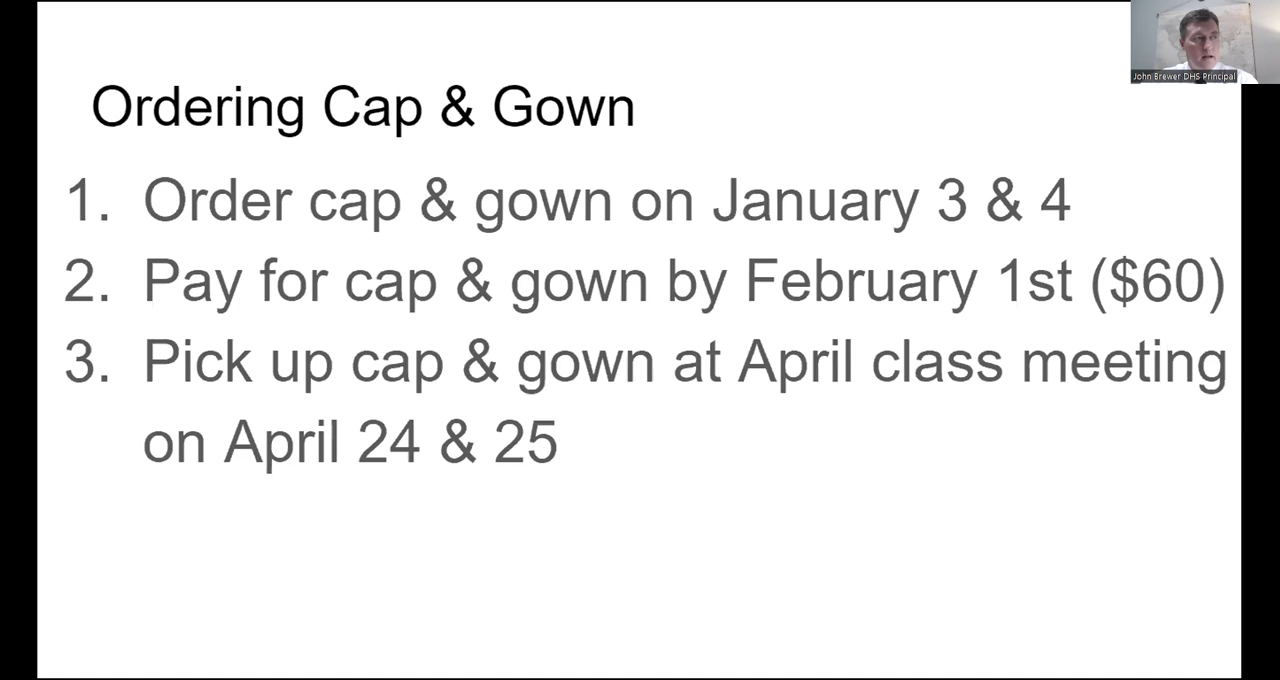 Ordering Cap & Gown
1. Order cap & gown on January 3 & 4
2. Pay for cap & gown by February 1st ($60)
3. Pick up cap & gown at April class meeting
on April 24 & 25
John Brewer DHS Principal